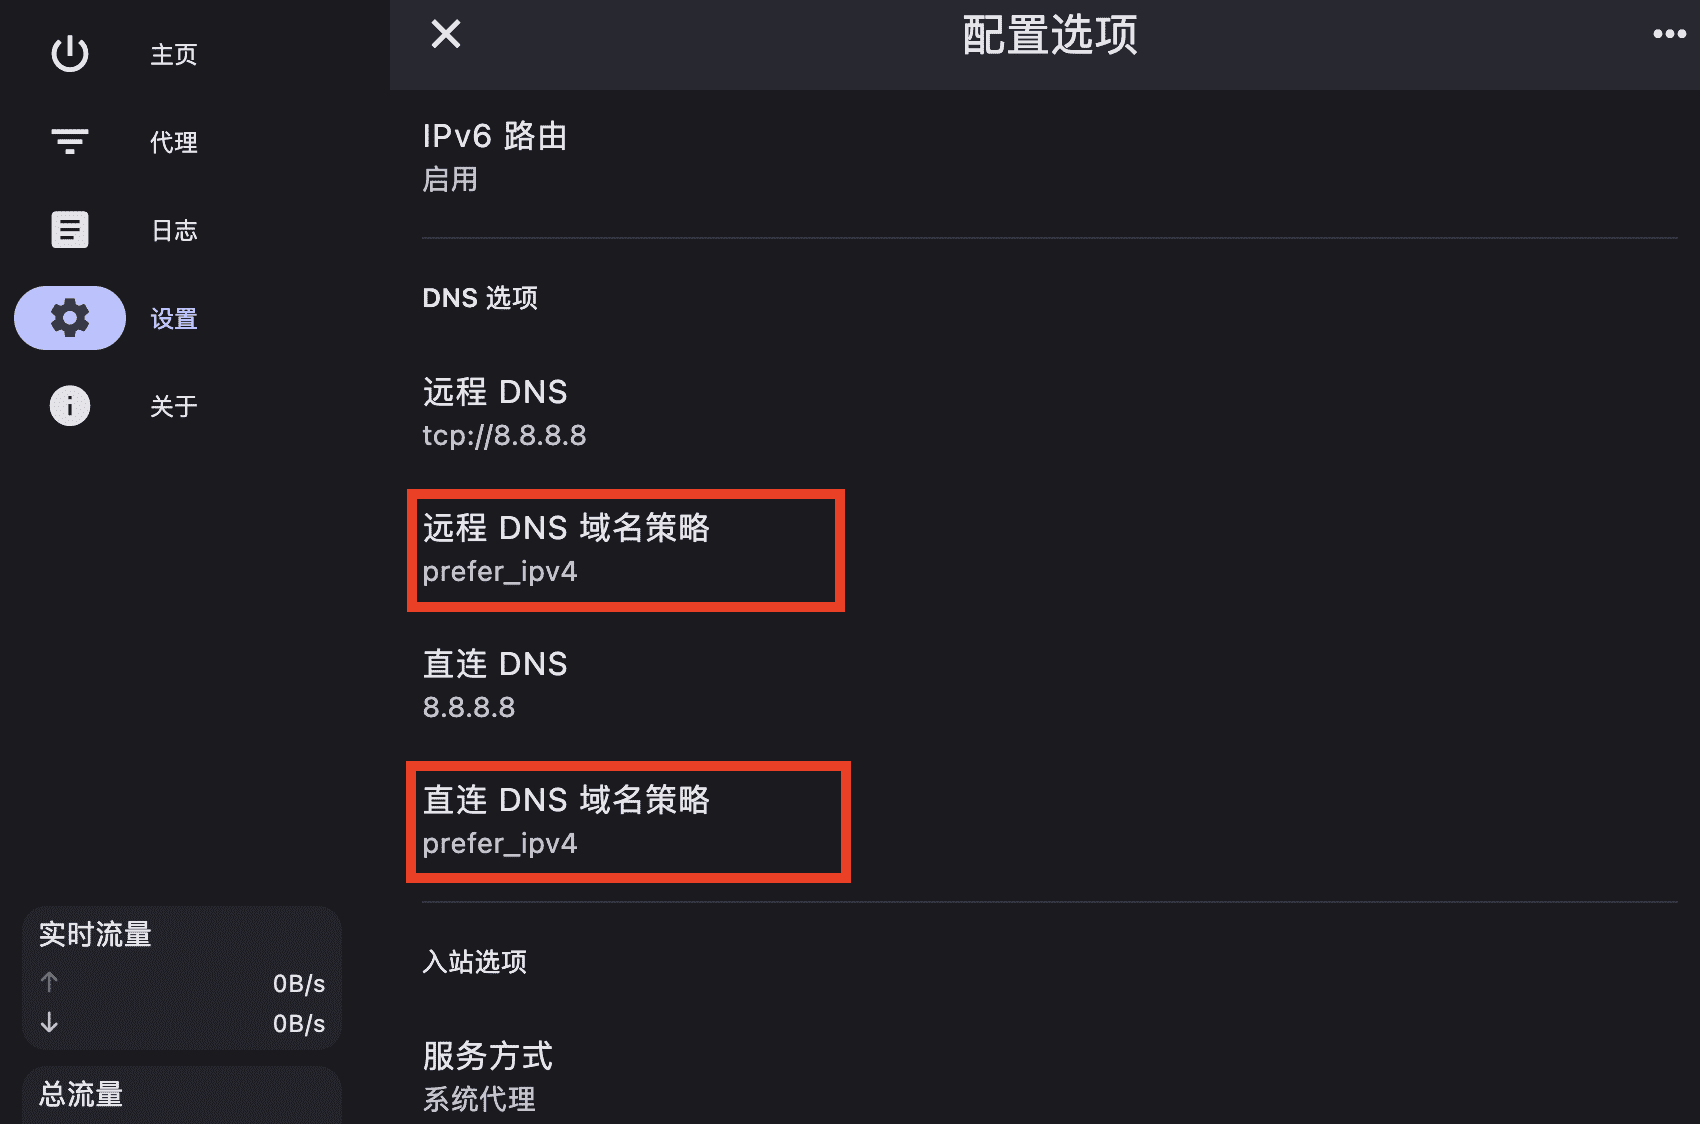 主页
代理
日志
设置
关于
实时流量
↑ 0B/s
↓ 0B/s
总流量
配置选项
IPv6 路由
启用
DNS 选项
远程 DNS
tcp://8.8.8.8
远程 DNS 域名策略
prefer_ipv4
直连 DNS
8.8.8.8
直连 DNS 域名策略
prefer_ipv4
入站选项
服务方式
系统代理